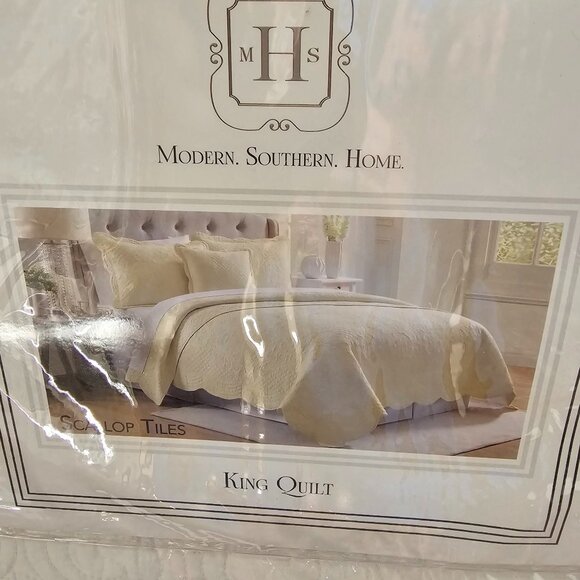 M H S
MODERN. SOUTHERN. HOME.
SCALLOP TILES
KING QUILT